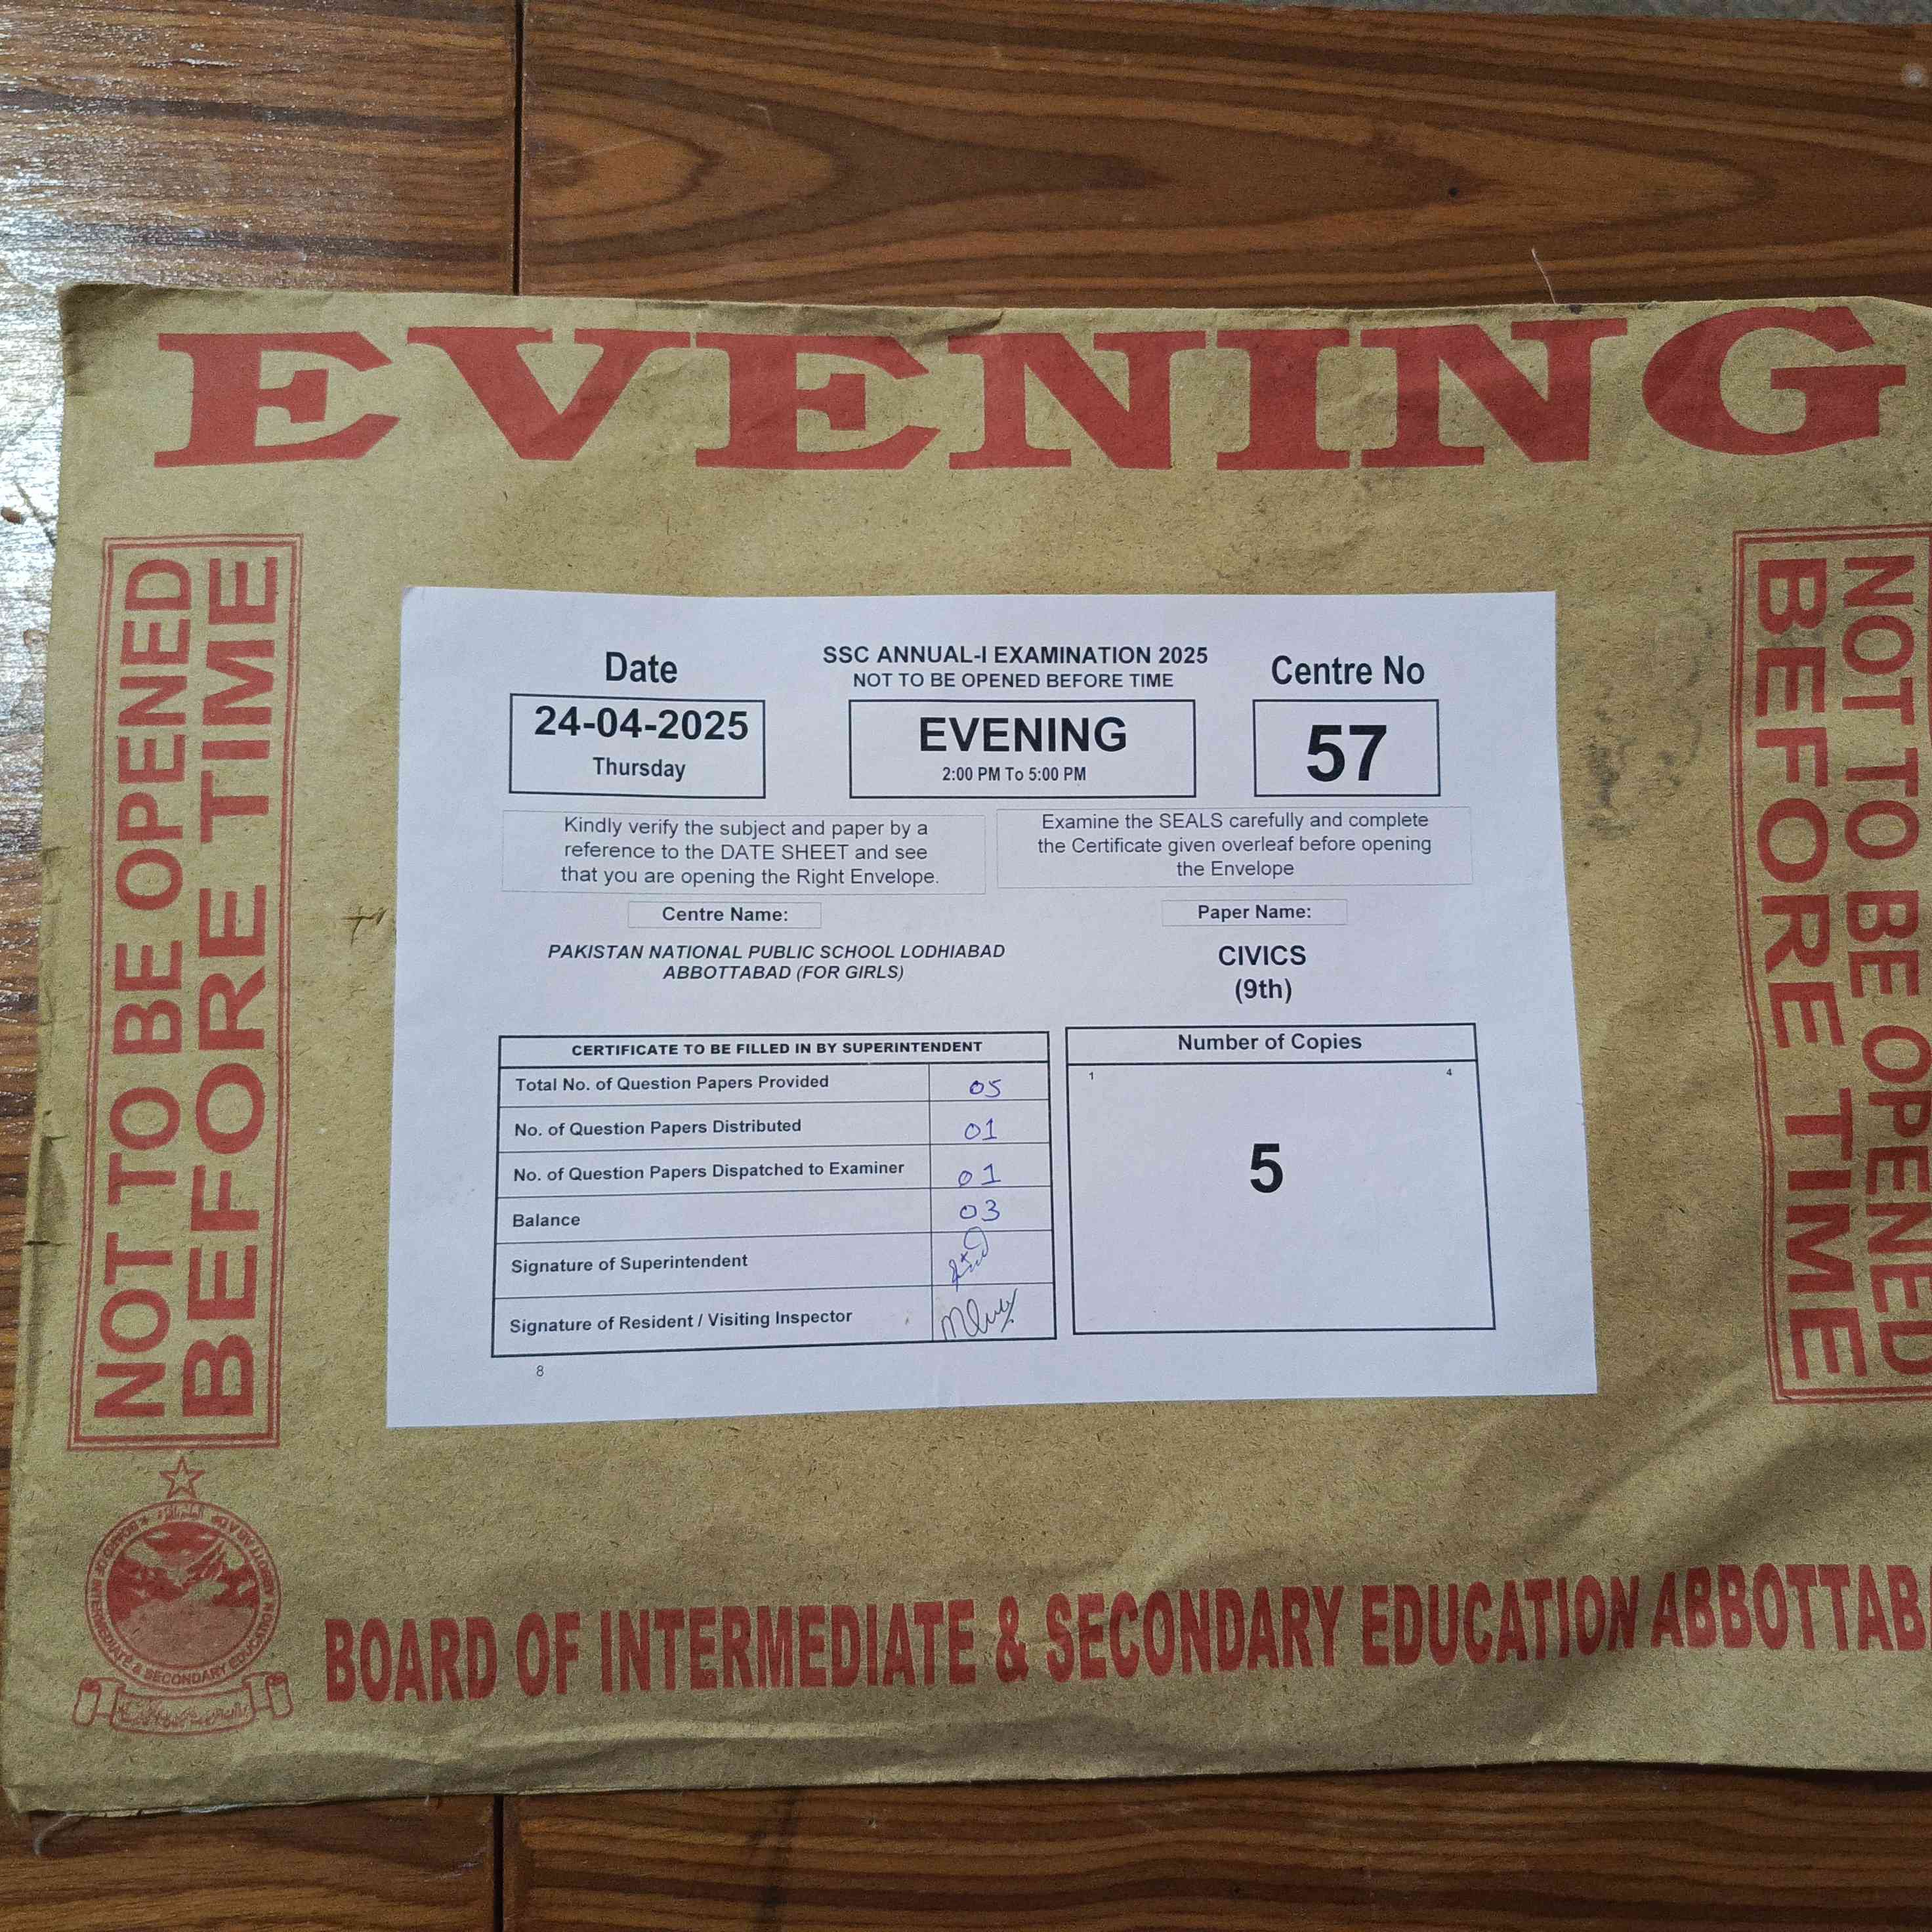 EVENING
NOT TO BE OPENED
BEFORE TIME
NOT TO BE OPENED
BEFORE TIME
Date
24-04-2025
Thursday
SSC ANNUAL-I EXAMINATION 2025
NOT TO BE OPENED BEFORE TIME
EVENING
2:00 PM To 5:00 PM
Centre No
57
Kindly verify the subject and paper by a
reference to the DATE SHEET and see
that you are opening the Right Envelope.
Examine the SEALS carefully and complete
the Certificate given overleaf before opening
the Envelope
Centre Name:
PAKISTAN NATIONAL PUBLIC SCHOOL LODHIABAD
ABBOTTABAD (FOR GIRLS)
Paper Name:
CIVICS
(9th)
CERTIFICATE TO BE FILLED IN BY SUPERINTENDENT
Total No. of Question Papers Provided 05
No. of Question Papers Distributed 01
No. of Question Papers Dispatched to Examiner 01
Balance 03
Signature of Superintendent
Signature of Resident / Visiting Inspector
8
Number of Copies
1 4
5
BOARD OF INTERMEDIATE & SECONDARY EDUCATION ABBOTTABAD
BOARD OF INTERMEDIATE & SECONDARY EDUCATION ABBOTTAB